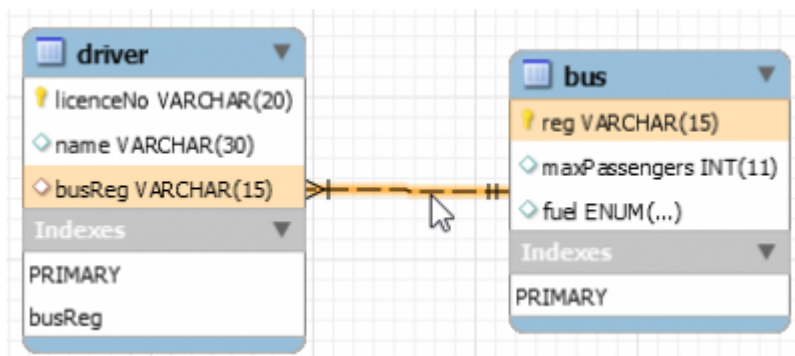 driver
licenceNo VARCHAR(20)
name VARCHAR(30)
busReg VARCHAR(15)
Indexes
PRIMARY
busReg
bus
reg VARCHAR(15)
maxPassengers INT(11)
fuel ENUM(...)
Indexes
PRIMARY